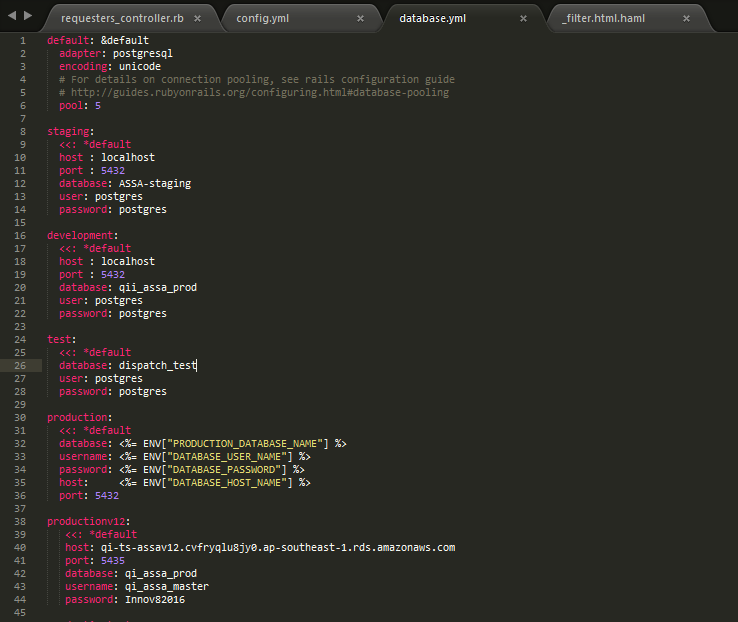 requesters_controller.rb × config.yml × database.yml × _filter.html.haml ×
1 default: &default
2 adapter: postgresql
3 encoding: unicode
4 # For details on connection pooling, see rails configuration guide
5 # http://guides.rubyonrails.org/configuring.html#database-pooling
6 pool: 5
7
8 staging:
9 <<: *default
10 host : localhost
11 port : 5432
12 database: ASSA-staging
13 user: postgres
14 password: postgres
15
16 development:
17 <<: *default
18 host : localhost
19 port : 5432
20 database: qii_assa_prod
21 user: postgres
22 password: postgres
23
24 test:
25 <<: *default
26 database: dispatch_test
27 user: postgres
28 password: postgres
29
30 production:
31 <<: *default
32 database: <%= ENV["PRODUCTION_DATABASE_NAME"] %>
33 username: <%= ENV["DATABASE_USER_NAME"] %>
34 password: <%= ENV["DATABASE_PASSWORD"] %>
35 host:     <%= ENV["DATABASE_HOST_NAME"] %>
36 port: 5432
37
38 productionv12:
39 <<: *default
40 host: qi-ts-assav12.cvfryqlu8jy0.ap-southeast-1.rds.amazonaws.com
41 port: 5435
42 database: qi_assa_prod
43 username: qi_assa_master
44 password: Innov82016
45